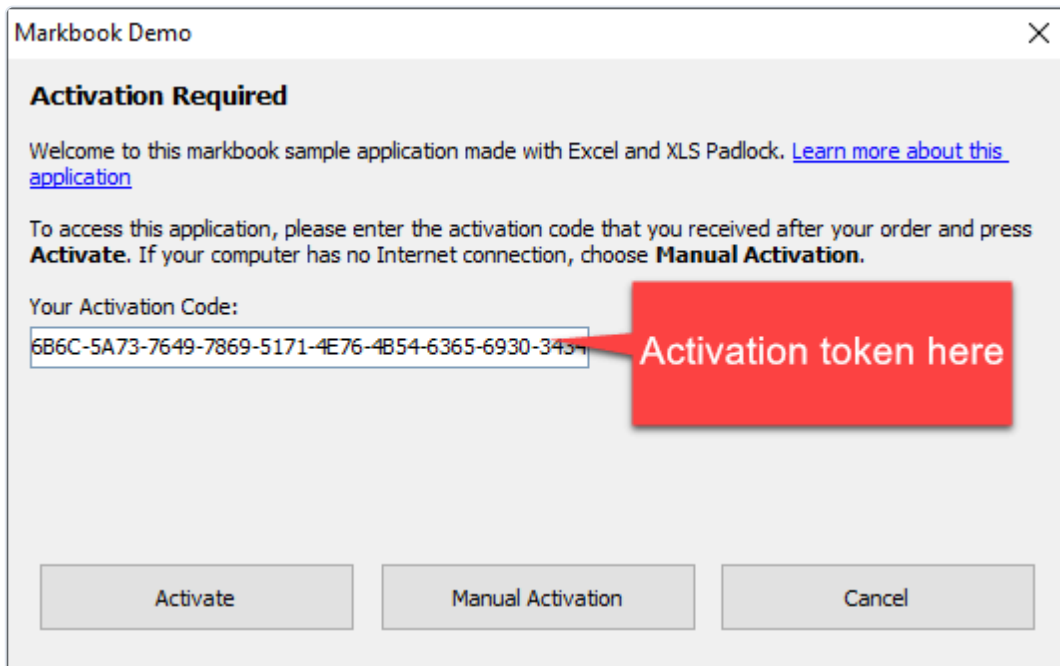 Markbook Demo
Activation Required
Welcome to this markbook sample application made with Excel and XLS Padlock. Learn more about this
application
To access this application, please enter the activation code that you received after your order and press
Activate. If your computer has no Internet connection, choose Manual Activation.
Your Activation Code:
6B6C-5A73-7649-7869-5171-4E76-4B54-6365-6930-3434
Activation token here
Activate
Manual Activation
Cancel